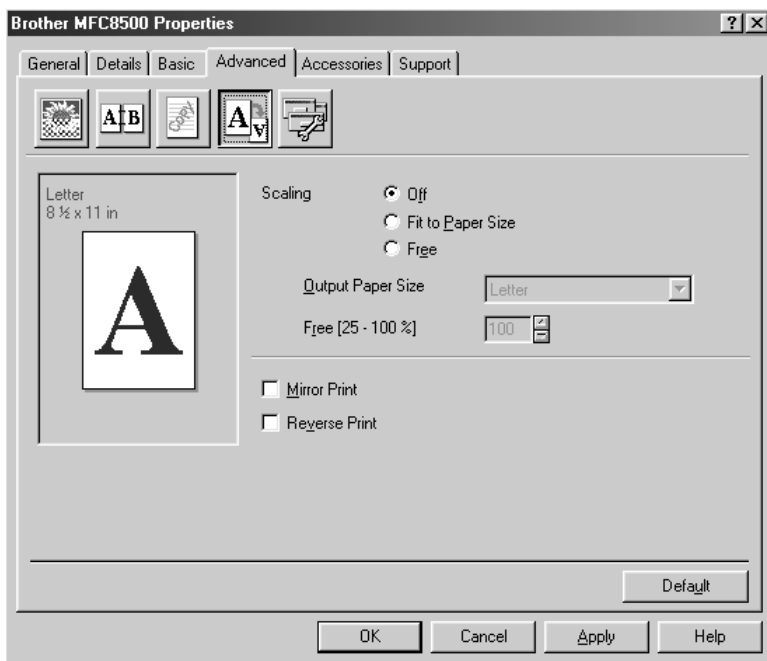 Brother MFC8500 Properties
General Details Basic Advanced Accessories Support
A B COPY A A
Letter
8 ½ x 11 in
A
Scaling Off
Fit to Paper Size
Free
Output Paper Size Letter
Free [25 - 100 %] 100
Mirror Print
Reverse Print
Default
OK Cancel Apply Help